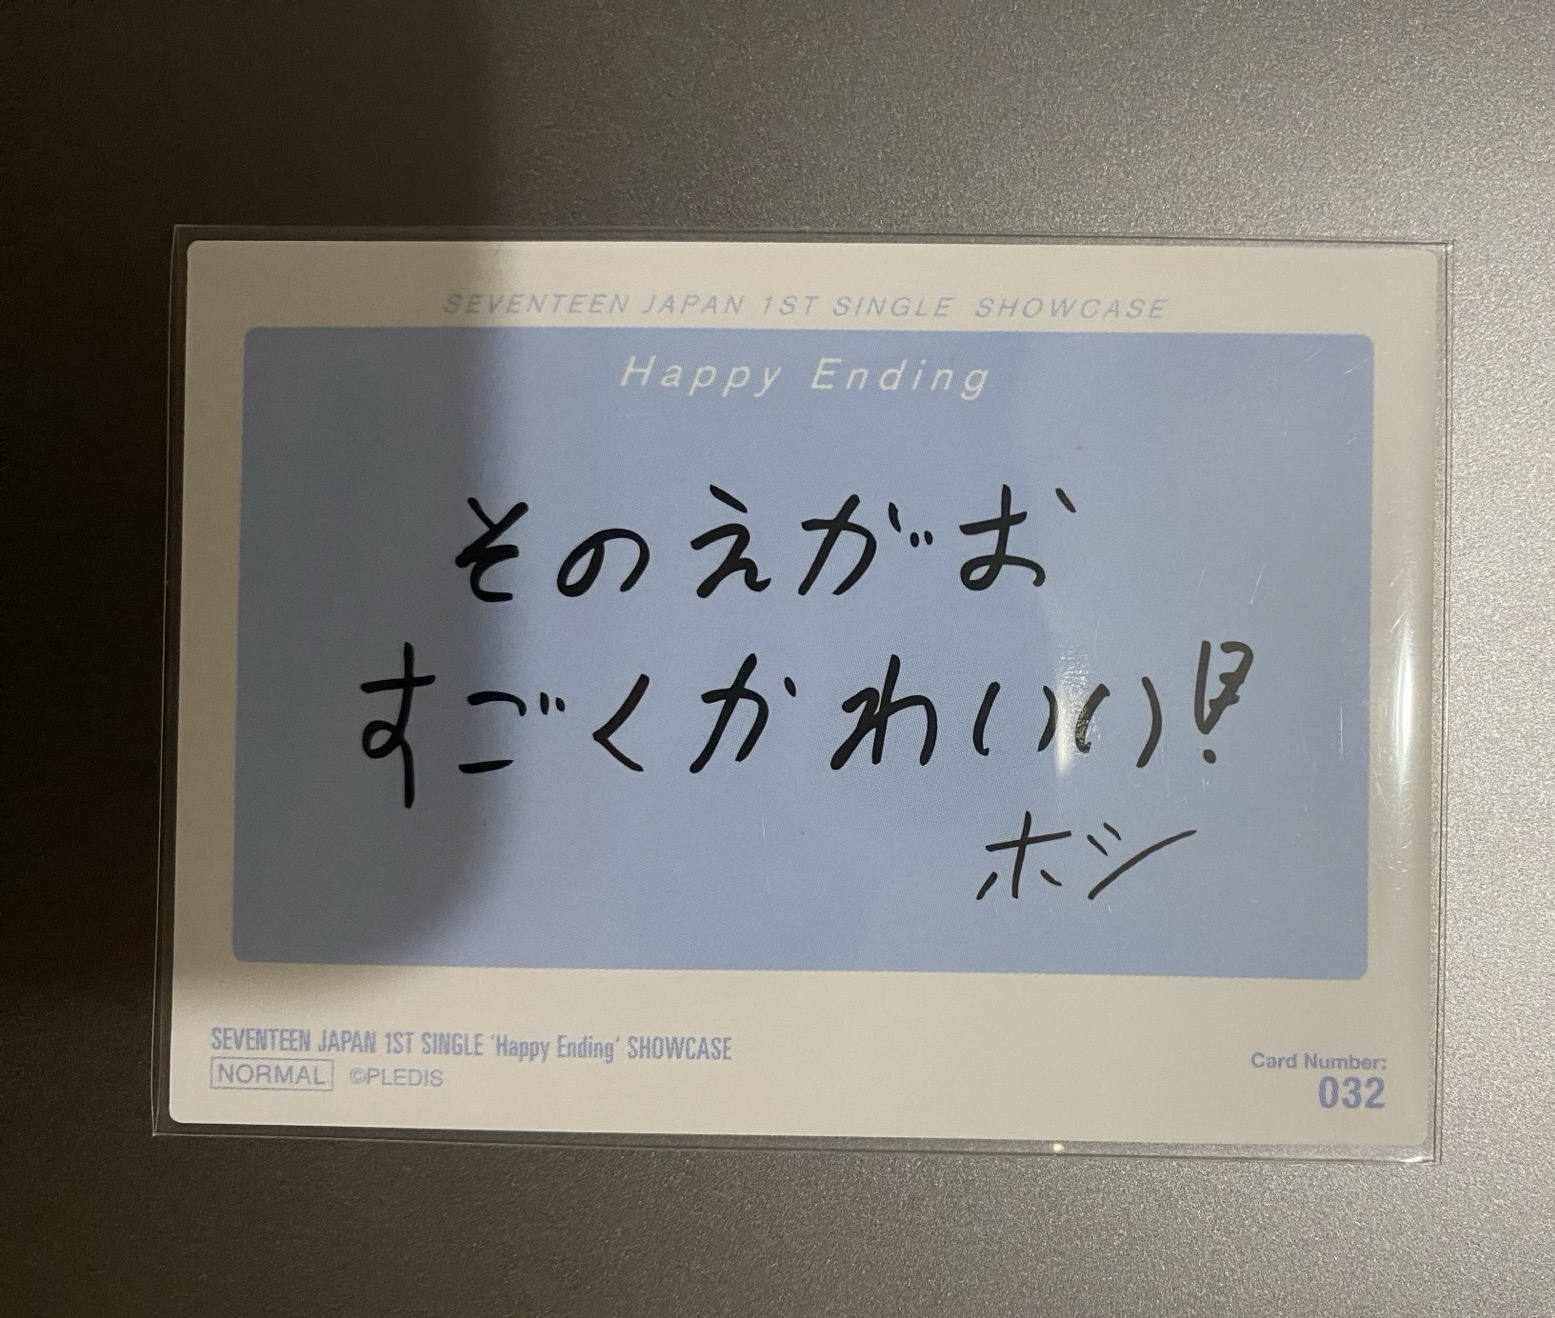 SEVENTEEN JAPAN 1ST SINGLE SHOWCASE
Happy Ending
そのえがお
すごくかわいい!
ホシ
SEVENTEEN JAPAN 1ST SINGLE 'Happy Ending' SHOWCASE
NORMAL ©PLEDIS
Card Number:
032